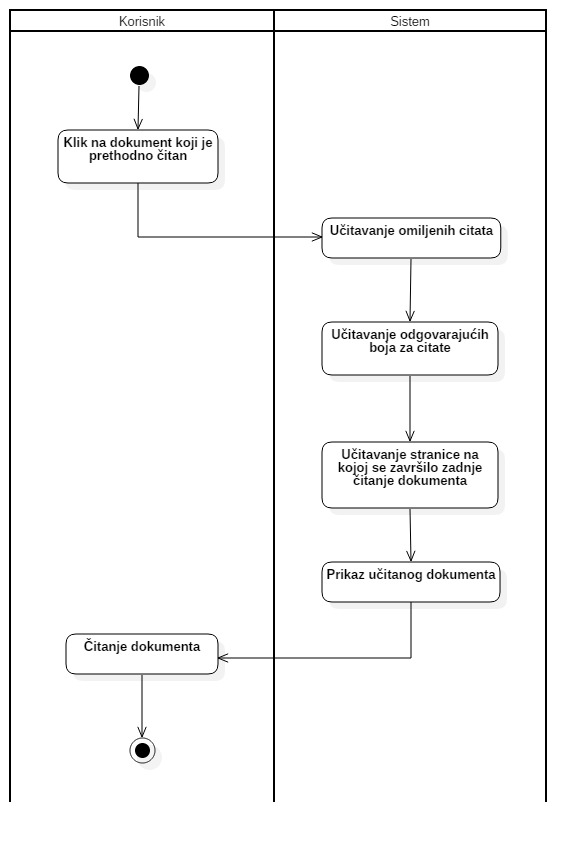 Korisnik
Sistem
Klik na dokument koji je
prethodno čitan
Učitavanje omiljenih citata
Učitavanje odgovarajućih
boja za citate
Učitavanje stranice na
kojoj se završilo zadnje
čitanje dokumenta
Prikaz učitanog dokumenta
Čitanje dokumenta